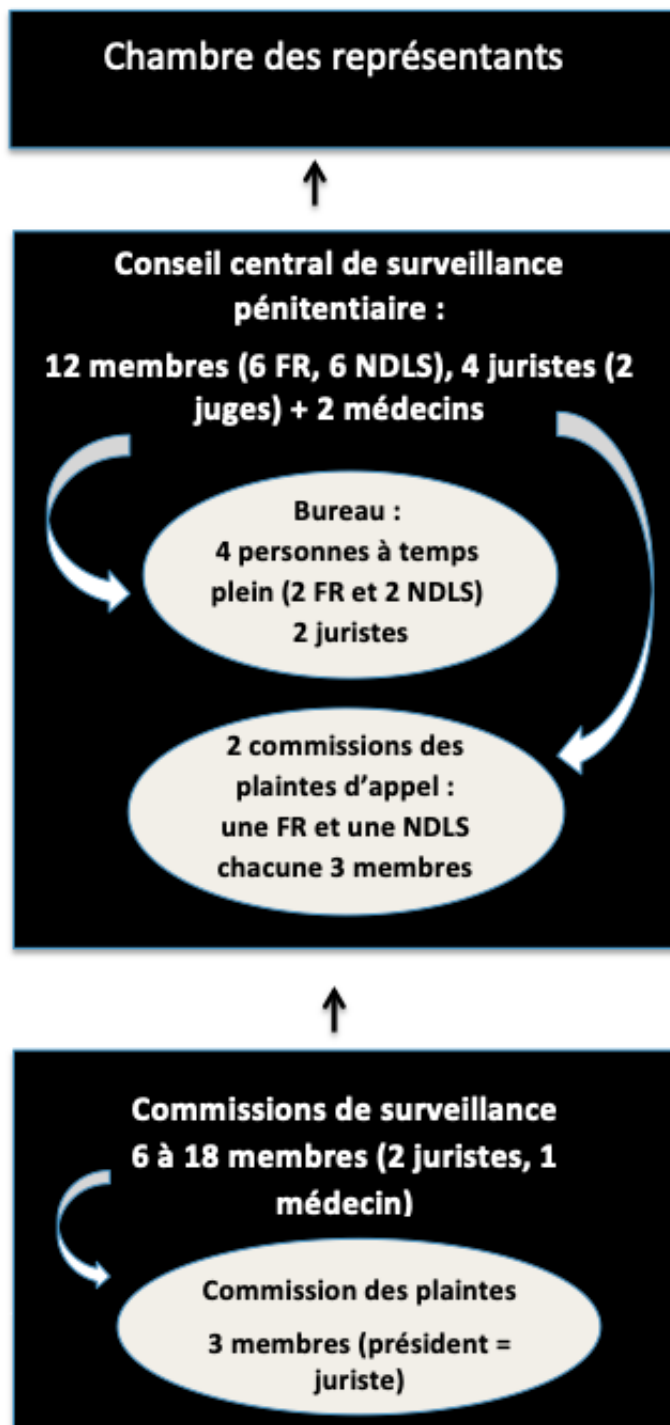 Chambre des représentants
Conseil central de surveillance
pénitentiaire :
12 membres (6 FR, 6 NDLS), 4 juristes (2
juges) + 2 médecins
Bureau :
4 personnes à temps
plein (2 FR et 2 NDLS)
2 juristes
2 commissions des
plaintes d'appel :
une FR et une NDLS
chacune 3 membres
Commissions de surveillance
6 à 18 membres (2 juristes, 1
médecin)
Commission des plaintes
3 membres (président =
juriste)